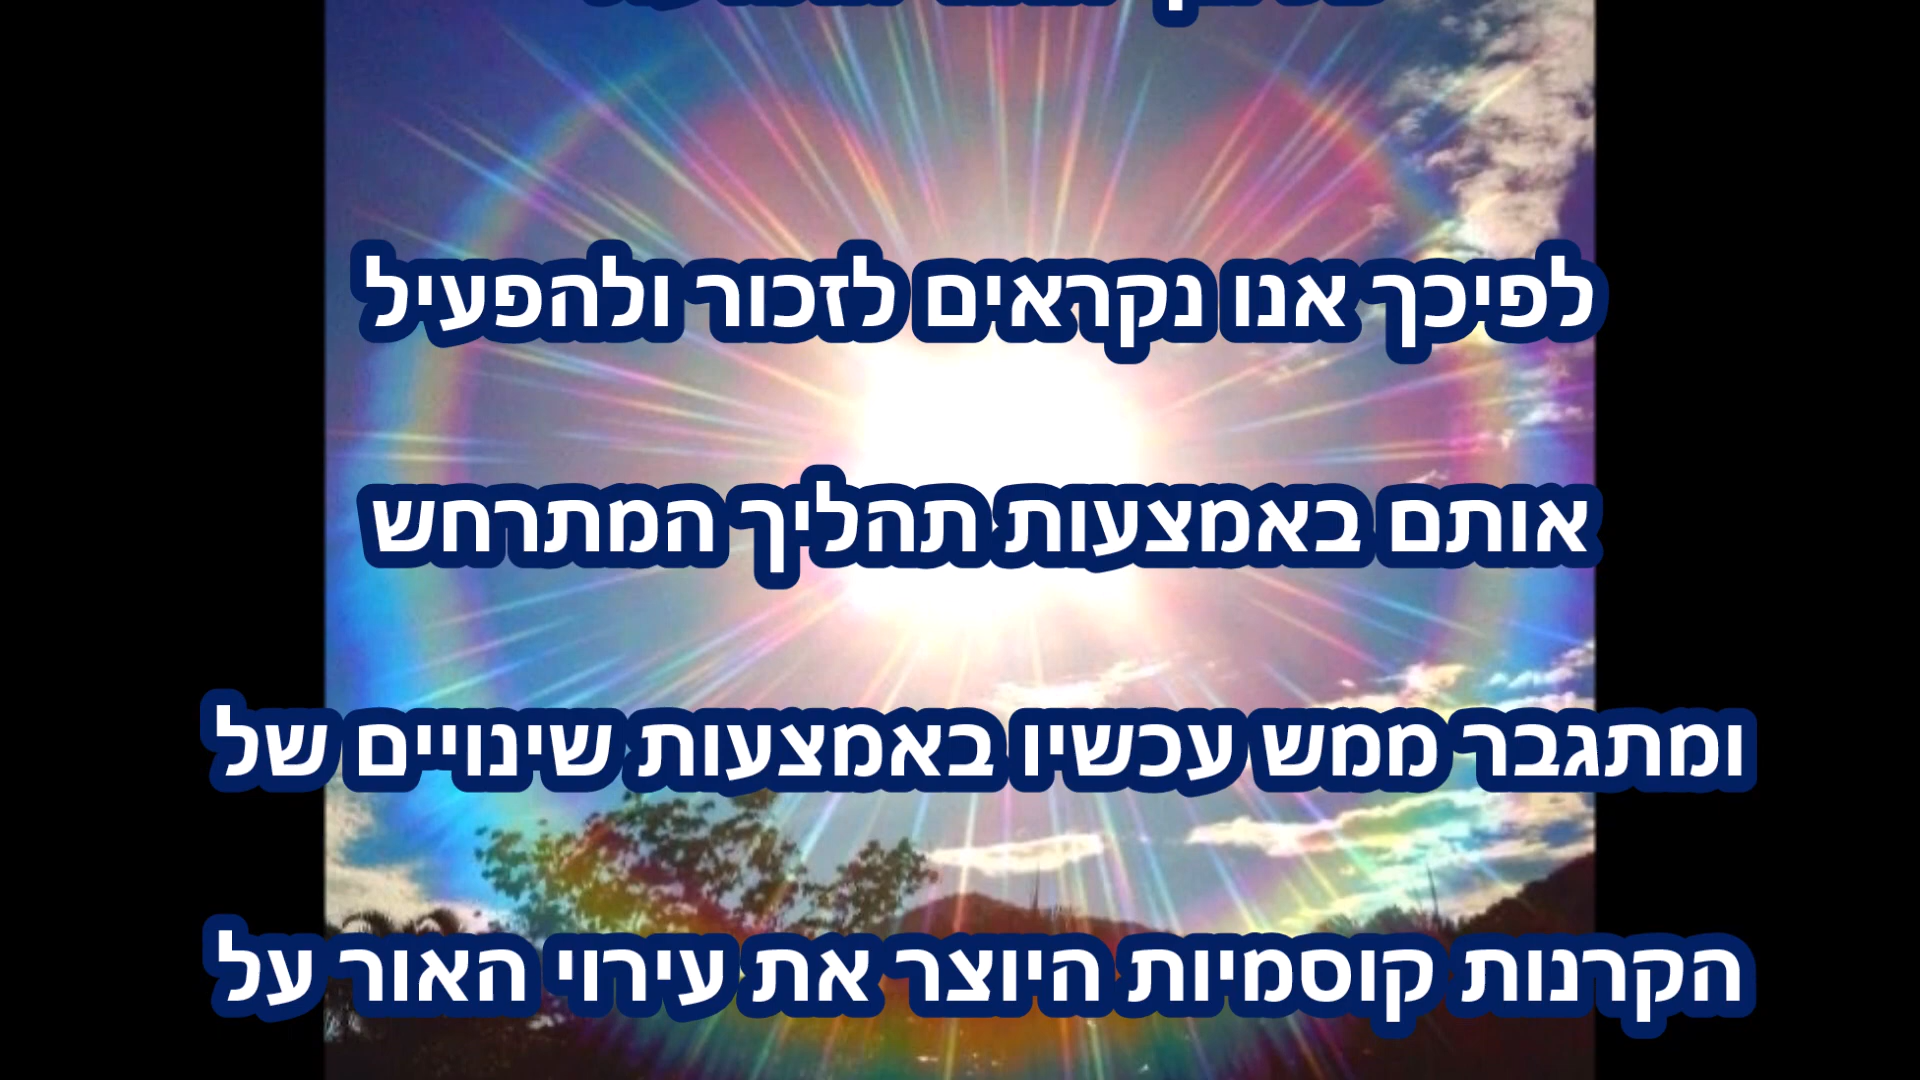 לפיכך אנו נקראים לזכור ולהפעיל
אותם באמצעות תהליך המתרחש
ומתגבר ממש עכשיו באמצעות שינויים של
הקרנות קוסמיות היוצר את עירוי האור על